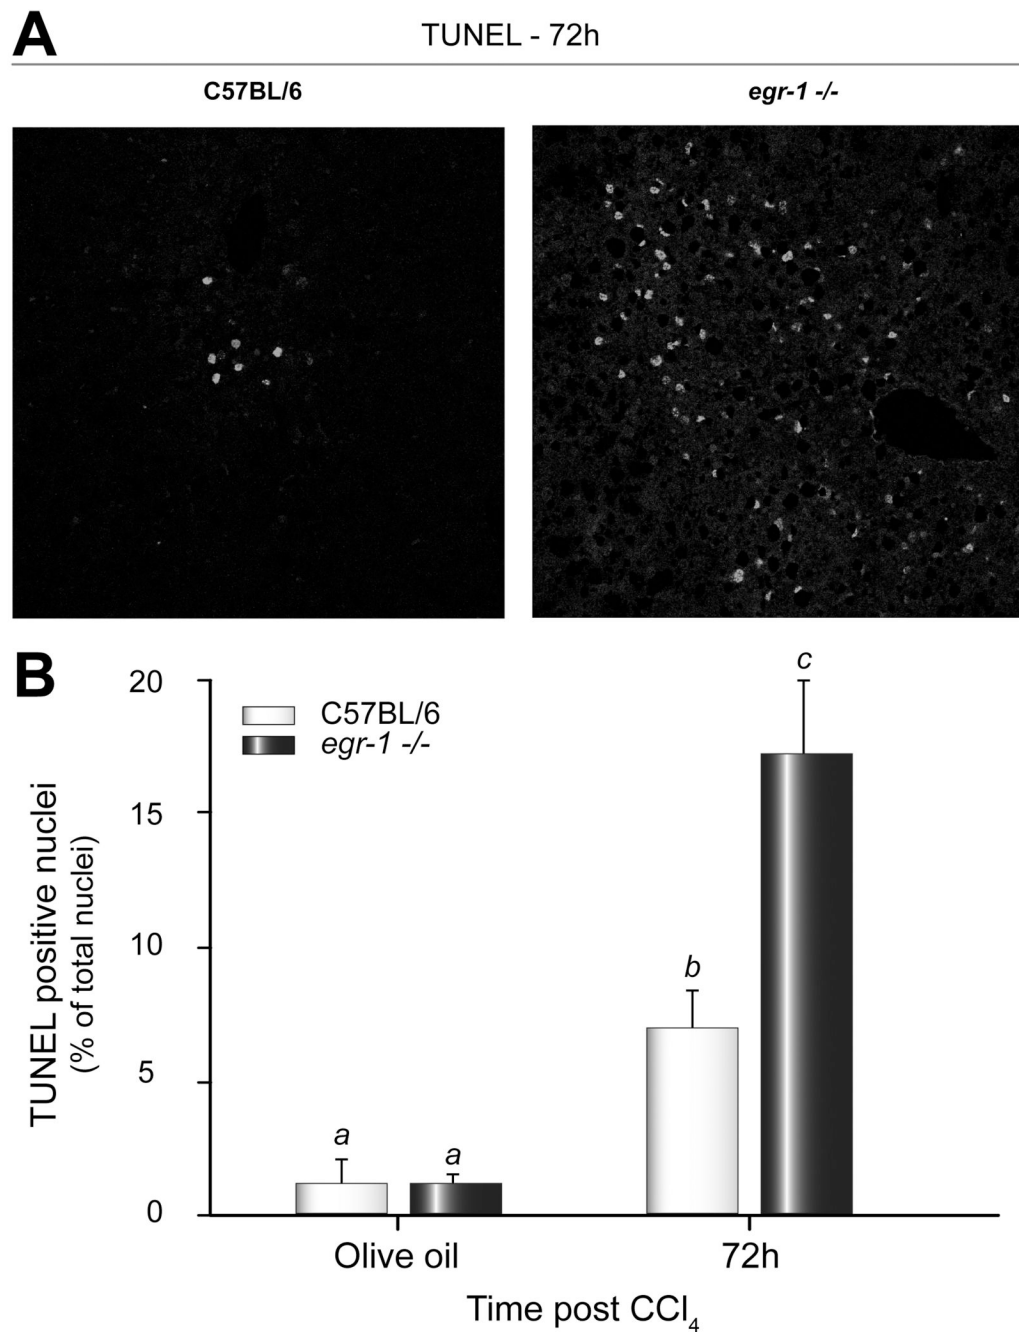 A
TUNEL - 72h
C57BL/6
egr-1 -/-
B
TUNEL positive nuclei
(% of total nuclei)
20
15
10
5
0
C57BL/6
egr-1 -/-
a
a
b
c
Olive oil
72h
Time post CCl₄